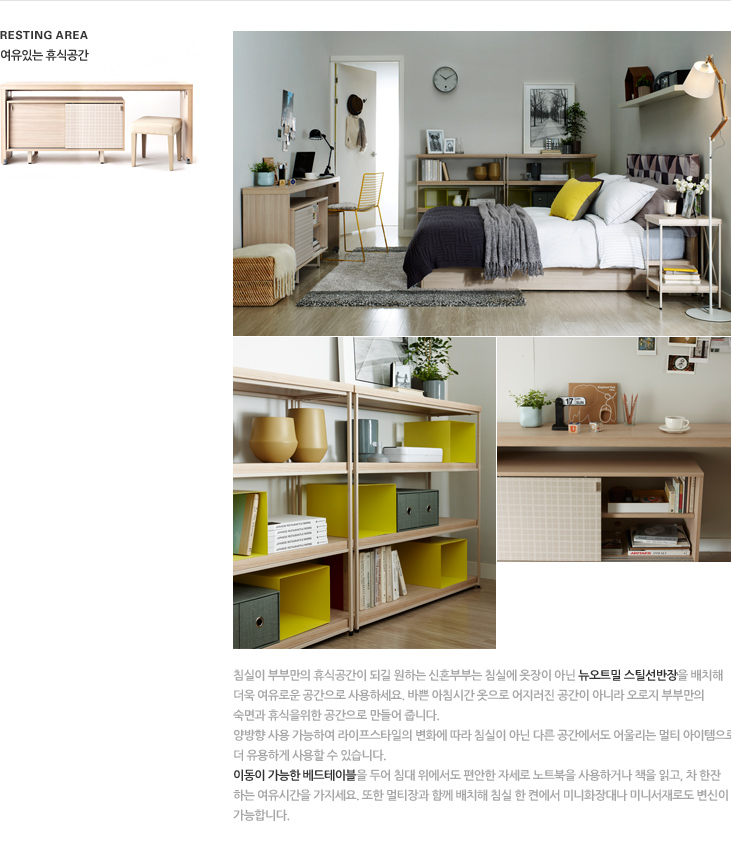 RESTING AREA
여유있는 휴식공간
17 SUN
침실이 부부만의 휴식공간이 되길 원하는 신혼부부는 침실에 옷장이 아닌 뉴오트밀 스틸선반장을 배치해
더욱 여유로운 공간으로 사용하세요. 바쁜 아침시간 옷으로 어지러진 공간이 아니라 오로지 부부만의
숙면과 휴식을위한 공간으로 만들어 줍니다.
양방향 사용 가능하여 라이프스타일의 변화에 따라 침실이 아닌 다른 공간에서도 어울리는 멀티 아이템으로
더 유용하게 사용할 수 있습니다.
이동이 가능한 베드테이블을 두어 침대 위에서도 편안한 자세로 노트북을 사용하거나 책을 읽고, 차 한잔
하는 여유시간을 가지세요. 또한 멀티장과 함께 배치해 침실 한 켠에서 미니화장대나 미니서재로도 변신이
가능합니다.